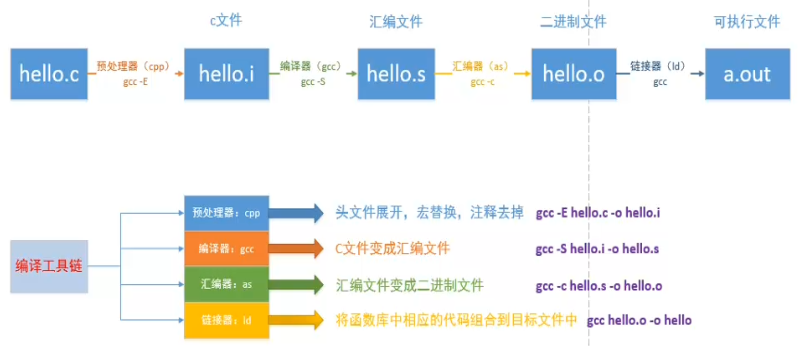 c文件
汇编文件
二进制文件
可执行文件
hello.c
预处理器（cpp）
gcc -E
hello.i
编译器（gcc）
gcc -S
hello.s
汇编器（as）
gcc -c
hello.o
链接器（ld）
gcc
a.out
编译工具链
预处理器：cpp
头文件展开，宏替换，注释去掉
gcc -E hello.c -o hello.i
编译器：gcc
C文件变成汇编文件
gcc -S hello.i -o hello.s
汇编器：as
汇编文件变成二进制文件
gcc -c hello.s -o hello.o
链接器：ld
将函数库中相应的代码组合到目标文件中
gcc hello.o -o hello